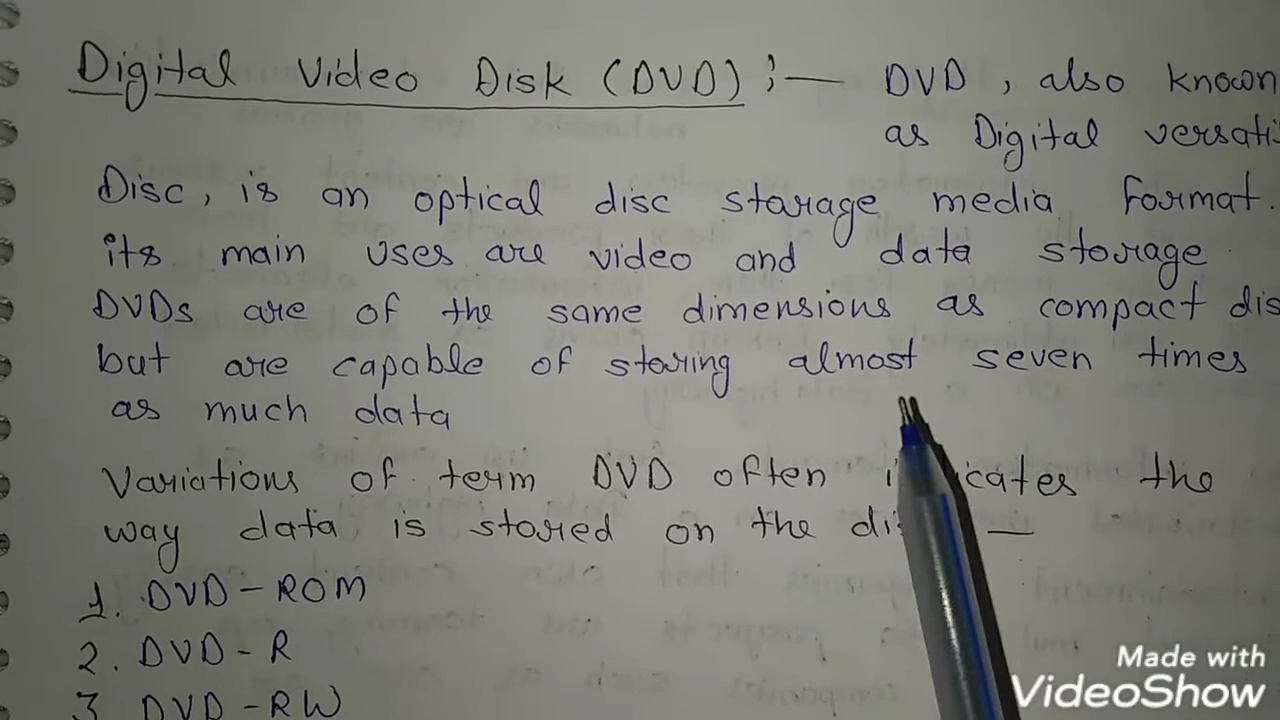 Digital Video Disk (DVD) :— DVD, also known
as Digital versati
Disc, is an optical disc storage media format.
its main uses are video and data storage
DVDs are of the same dimensions as compact dis
but are capable of storing almost seven times
as much data
Variations of term DVD often i cates the
way data is stored on the di —
1. DVD-ROM
2. DVD-R
3. DVD-RW
Made with
VideoShow